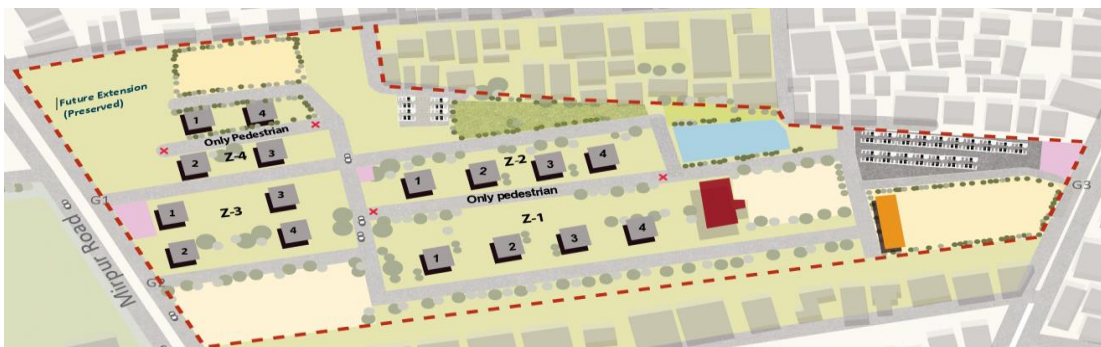 Future Extension
(Preserved)
1
4
Only Pedestrian
2
Z-4
3
Z-2
1
2
3
4
G1
Only pedestrian
G3
1
Z-3
3
2
4
Z-1
1
2
3
4
Mirpur Road